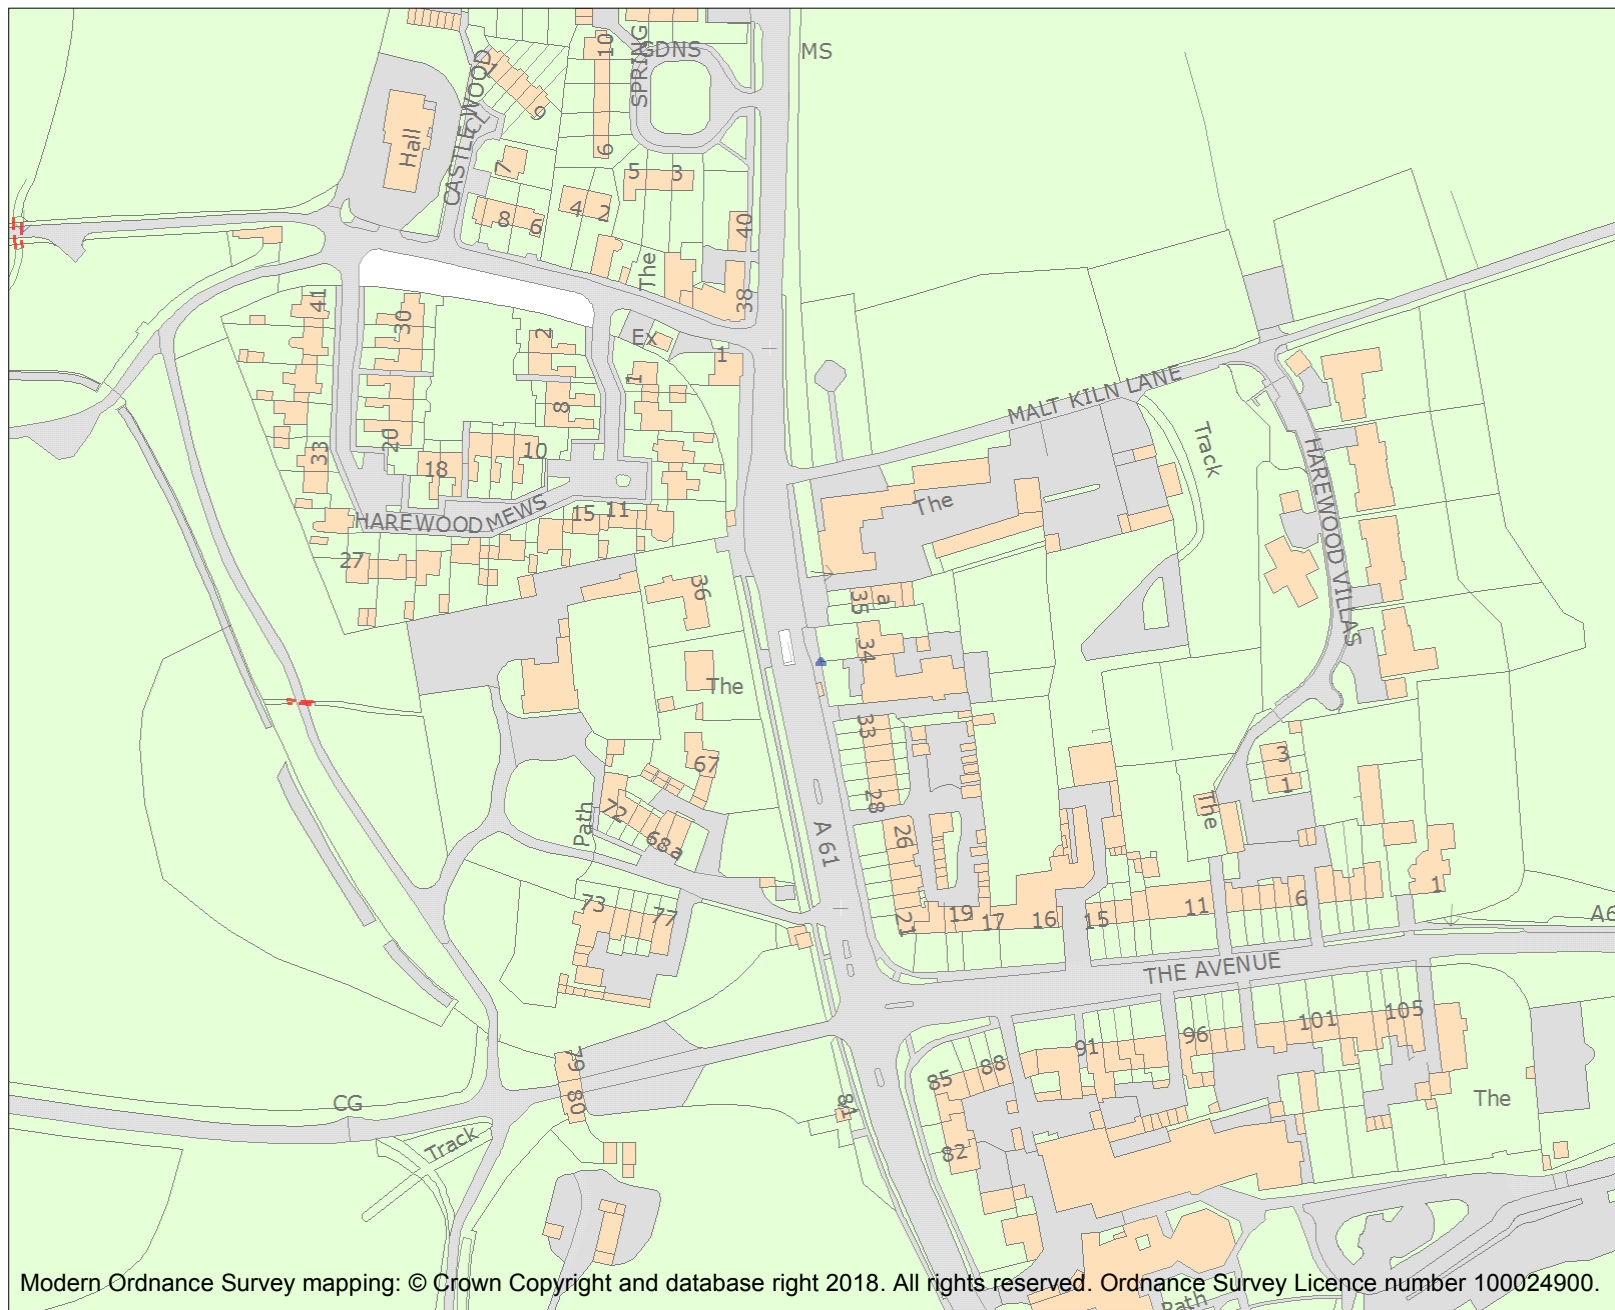 10
GDNS
SPRING
MS
1
CASTLEWOOD
CL
9
Hall
6
7
5
3
4
2
8
6
40
The
38
41
30
2
Ex
1
1
8
MALT KILN LANE
20
33
18
10
Track
HAREWOOD VILLAS
The
HAREWOOD MEWS
15
11
27
36
35
a
34
The
33
67
3
1
72
28
The
Path
68a
A 61
26
73
77
21
19
17
16
15
11
6
1
A6
THE AVENUE
105
101
96
91
88
85
79
80
CG
81
The
Track
82
Modern Ordnance Survey mapping: © Crown Copyright and database right 2018. All rights reserved. Ordnance Survey Licence number 100024900.
Path